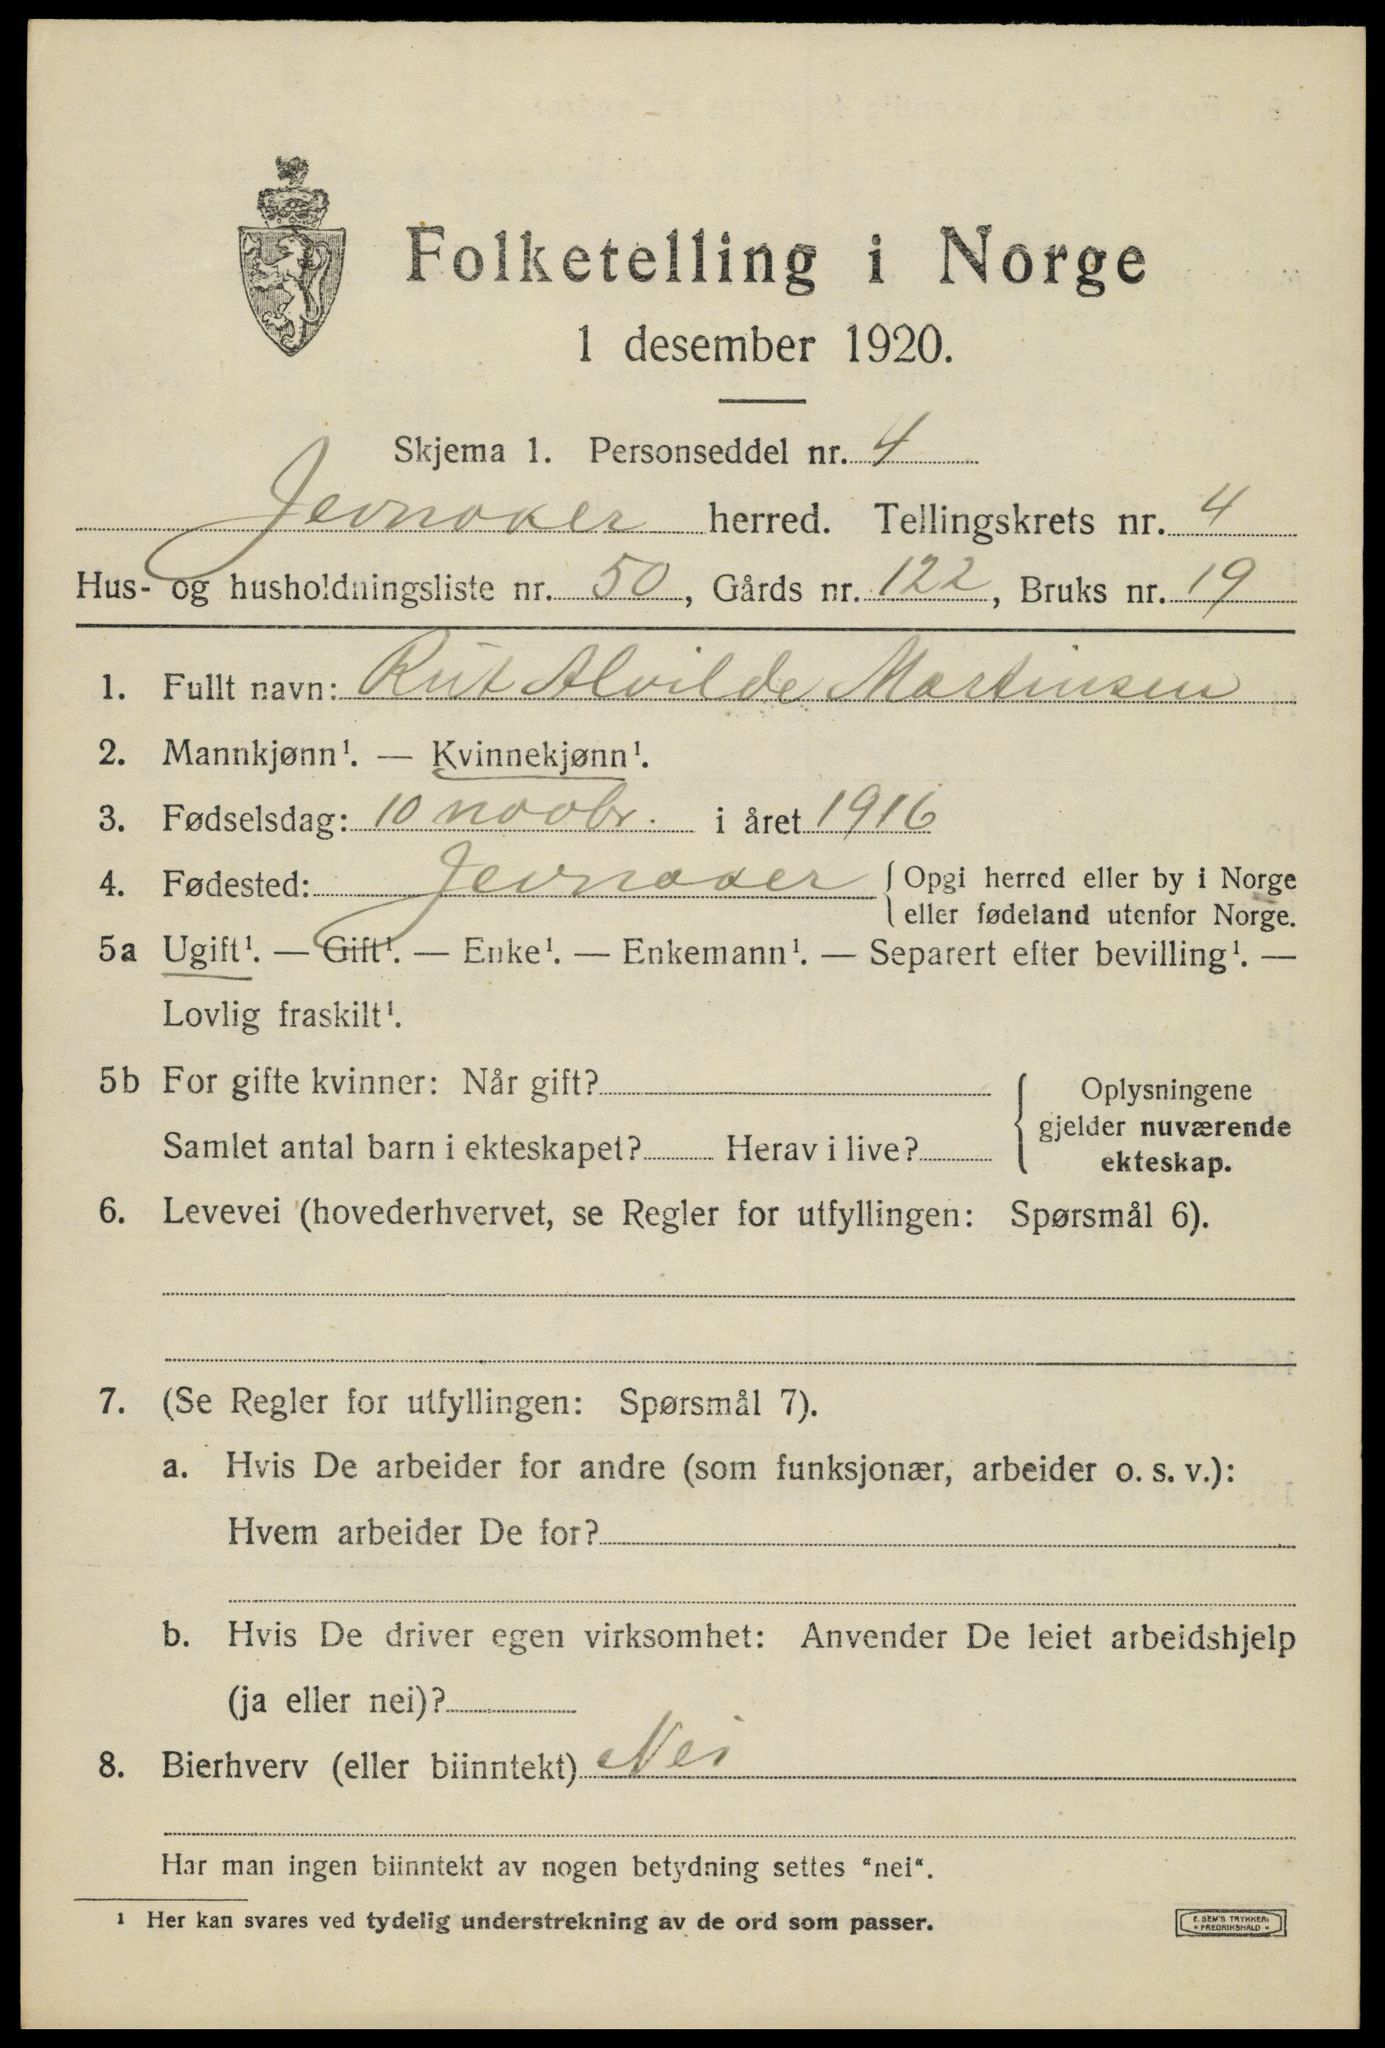 Folketelling i Norge
1 desember 1920.
Skjema 1. Personseddel nr. 4
Jevnaker herred. Tellingskrets nr. 4
Hus- og husholdningsliste nr. 50, Gårds nr. 122, Bruks nr. 19
1. Fullt navn: Rut Alvilde Martinsen
2. Mannkjønn¹. — Kvinnekjønn¹.
3. Fødselsdag: 10 novbr. i året 1916
4. Fødested: Jevnaker { Opgi herred eller by i Norge
eller fødeland utenfor Norge.
5a Ugift¹. — Gift¹. — Enke¹. — Enkemann¹. — Separert efter bevilling¹. —
Lovlig fraskilt¹.
5b For gifte kvinner: Når gift?
Samlet antal barn i ekteskapet? Herav i live?
Oplysningene
gjelder nuværende
ekteskap.
6. Levevei (hovederhvervet, se Regler for utfyllingen: Spørsmål 6).
7. (Se Regler for utfyllingen: Spørsmål 7).
a. Hvis De arbeider for andre (som funksjonær, arbeider o. s. v.):
Hvem arbeider De for?
b. Hvis De driver egen virksomhet: Anvender De leiet arbeidshjelp
(ja eller nei)?
8. Bierhverv (eller biinntekt) Nei
Har man ingen biinntekt av nogen betydning settes "nei".
¹ Her kan svares ved tydelig understrekning av de ord som passer.
E. SEM'S TRYKKERI
FREDRIKSHALD